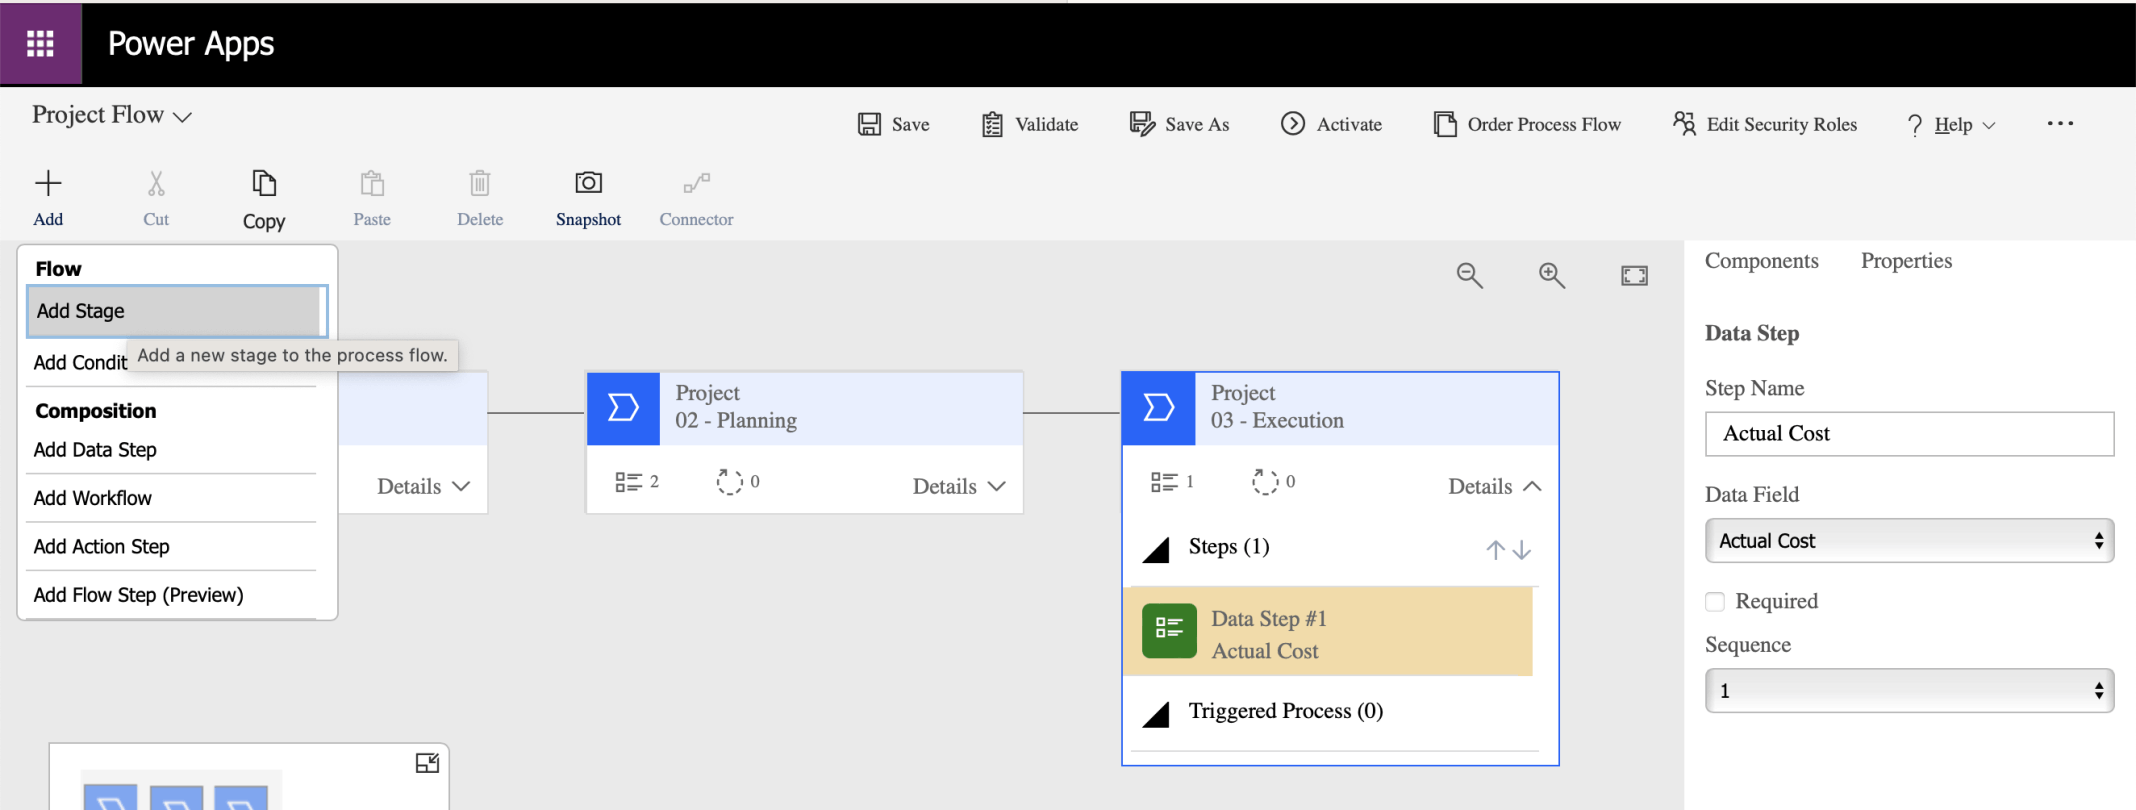 Power Apps
Project Flow
Save
Validate
Save As
Activate
Order Process Flow
Edit Security Roles
? Help
Add
Cut
Copy
Paste
Delete
Snapshot
Connector
Flow
Add Stage
Add Condit
Add a new stage to the process flow.
Composition
Add Data Step
Add Workflow
Add Action Step
Add Flow Step (Preview)
Details
Project
02 - Planning
2
0
Details
Project
03 - Execution
1
0
Details
Steps (1)
Data Step #1
Actual Cost
Triggered Process (0)
Components
Properties
Data Step
Step Name
Actual Cost
Data Field
Actual Cost
Required
Sequence
1